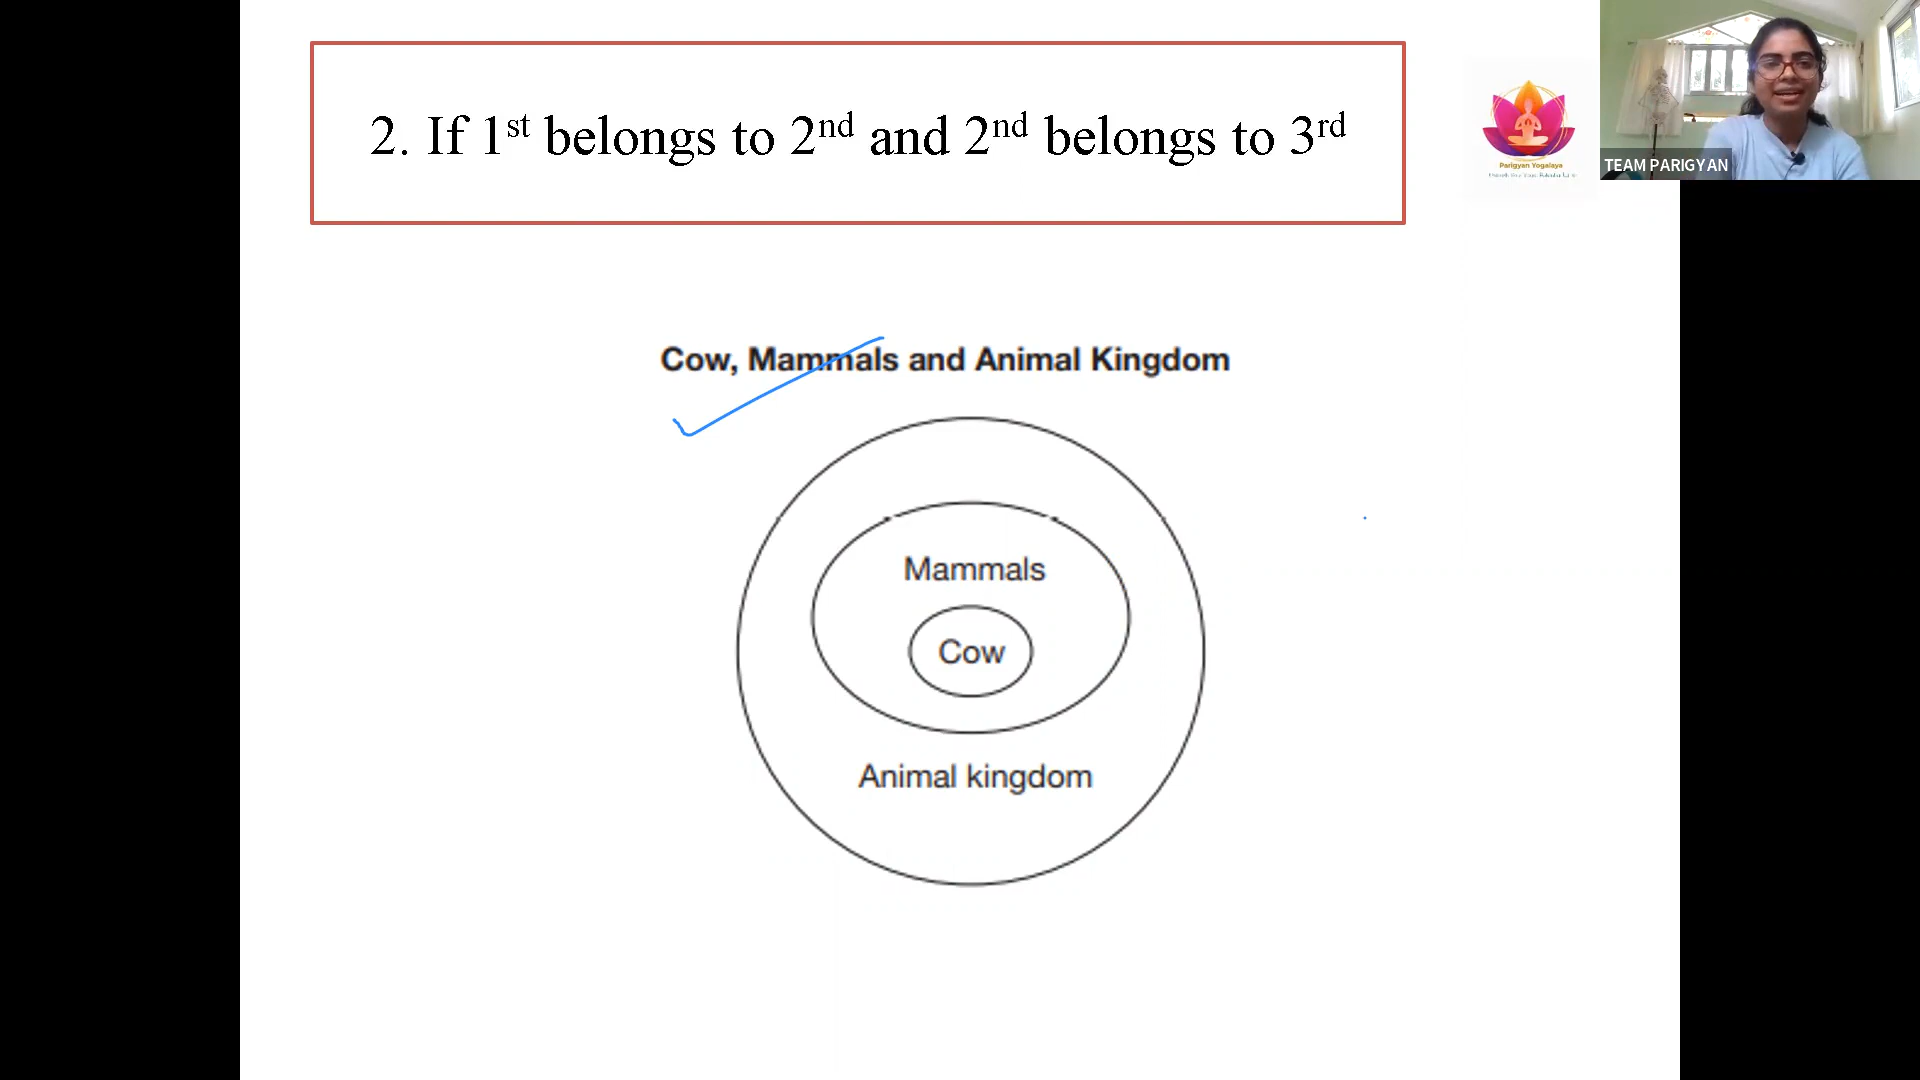 2. If 1st belongs to 2nd and 2nd belongs to 3rd
Parigyan Yogalaya
TEAM PARIGYAN
Cow, Mammals and Animal Kingdom
Mammals
Cow
Animal kingdom